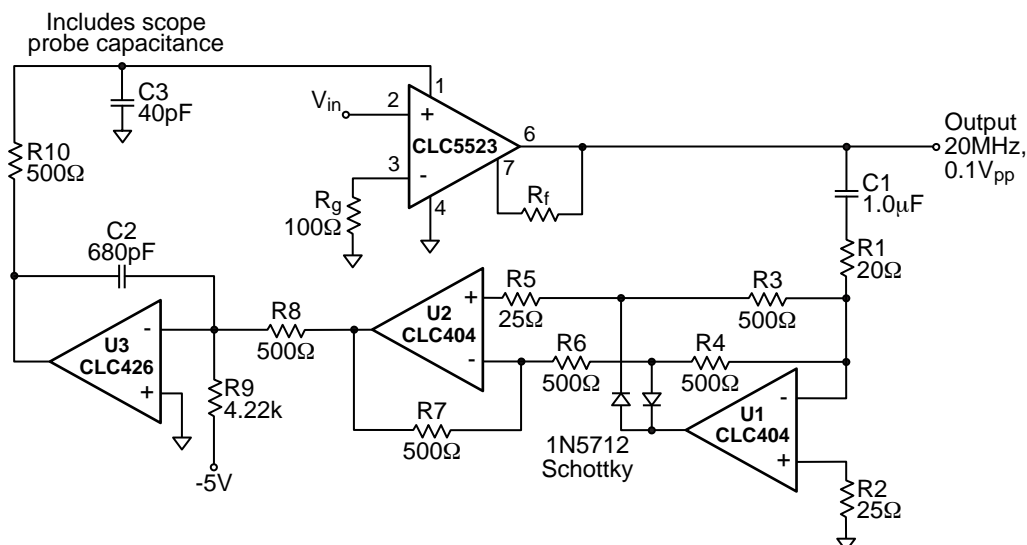 Includes scope
probe capacitance
C3
40pF
R10
500Ω
Vin
1
2
+
CLC5523
3
-
4
6
7
Rg
100Ω
Rf
Output
20MHz,
0.1Vpp
C1
1.0µF
R1
20Ω
C2
680pF
U3
CLC426
-
+
R8
500Ω
R9
4.22k
-5V
U2
CLC404
+
-
R5
25Ω
R3
500Ω
R6
500Ω
R4
500Ω
R7
500Ω
1N5712
Schottky
U1
CLC404
-
+
R2
25Ω